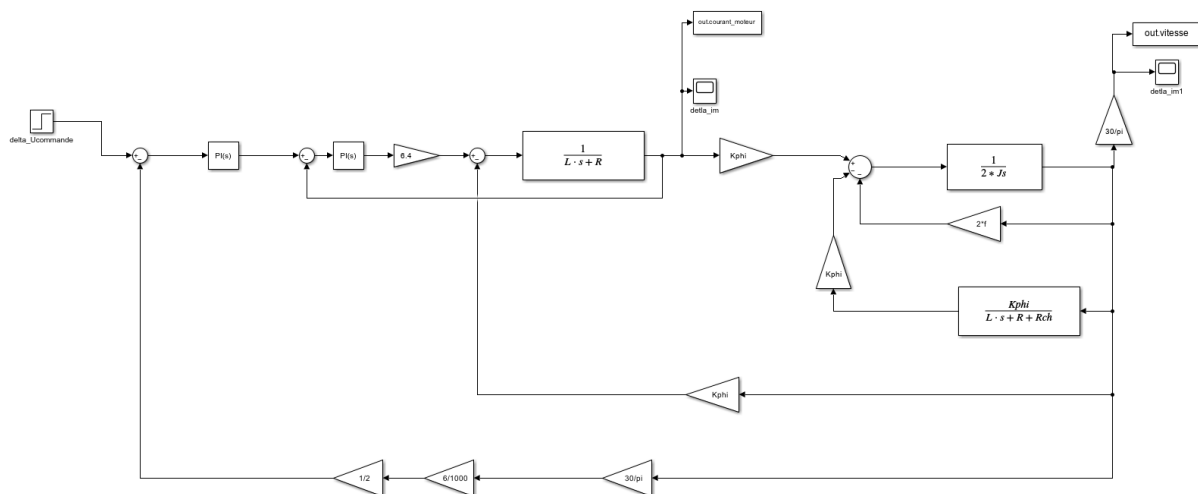 out.courant_moteur
out.vitesse
detla_im
detla_im1
30/pi
delta_Ucommande
PI(s)
PI(s)
6.4
1
L · s + R
Kphi
1
2 * Js
2*f
Kphi
Kphi
L · s + R + Rch
Kphi
1/2
6/1000
30/pi